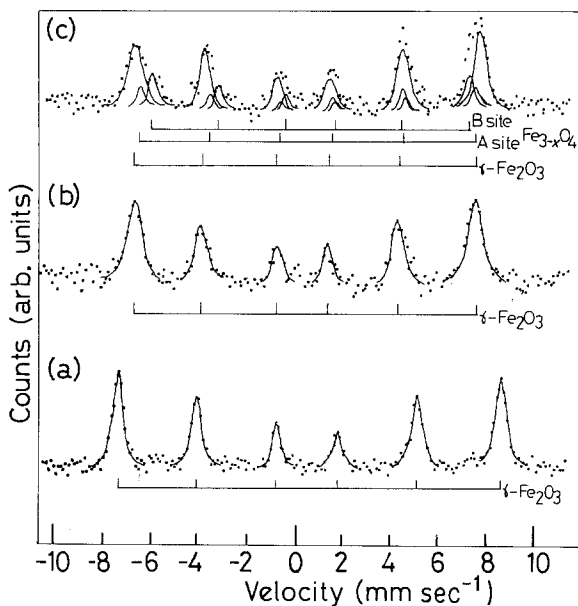 (c)
B site
A site Fe₃₋ₓO₄
γ-Fe₂O₃
(b)
γ-Fe₂O₃
(a)
γ-Fe₂O₃
Counts (arb. units)
-10 -8 -6 -4 -2 0 2 4 6 8 10
Velocity (mm sec⁻¹)